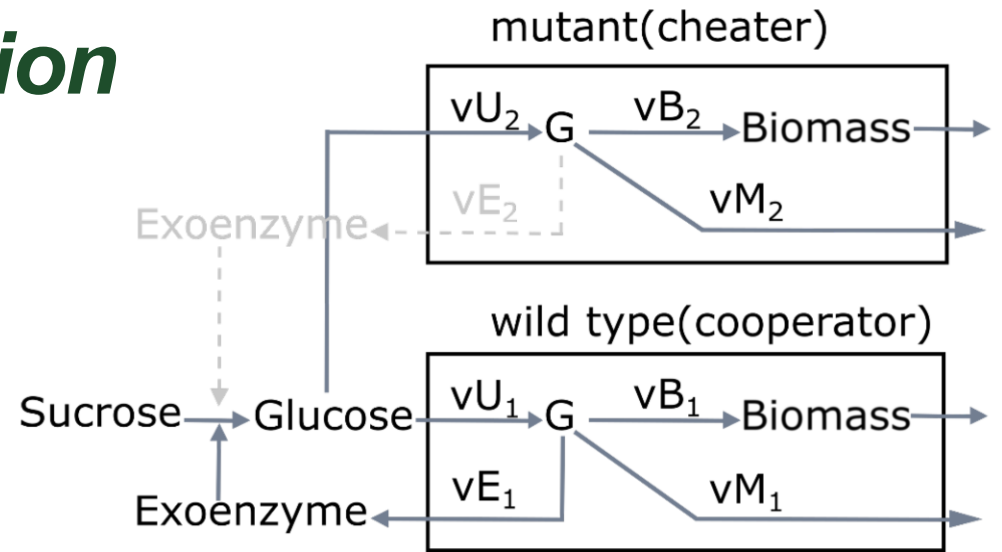 mutant(cheater)
ion
vU₂ G vB₂ Biomass
vM₂
Exoenzyme vE₂
wild type(cooperator)
Sucrose Glucose vU₁ G vB₁ Biomass
Exoenzyme vE₁ vM₁